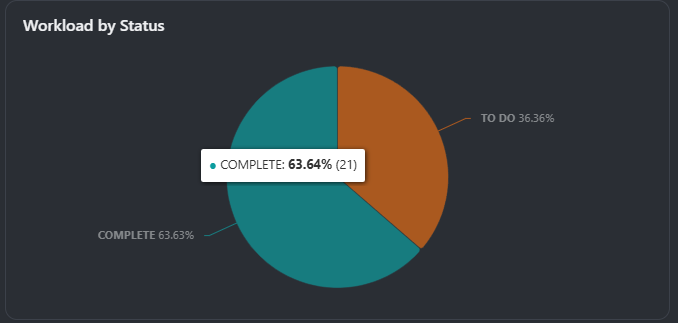 Workload by Status
TO DO 36.36%
COMPLETE: 63.64% (21)
COMPLETE 63.63%